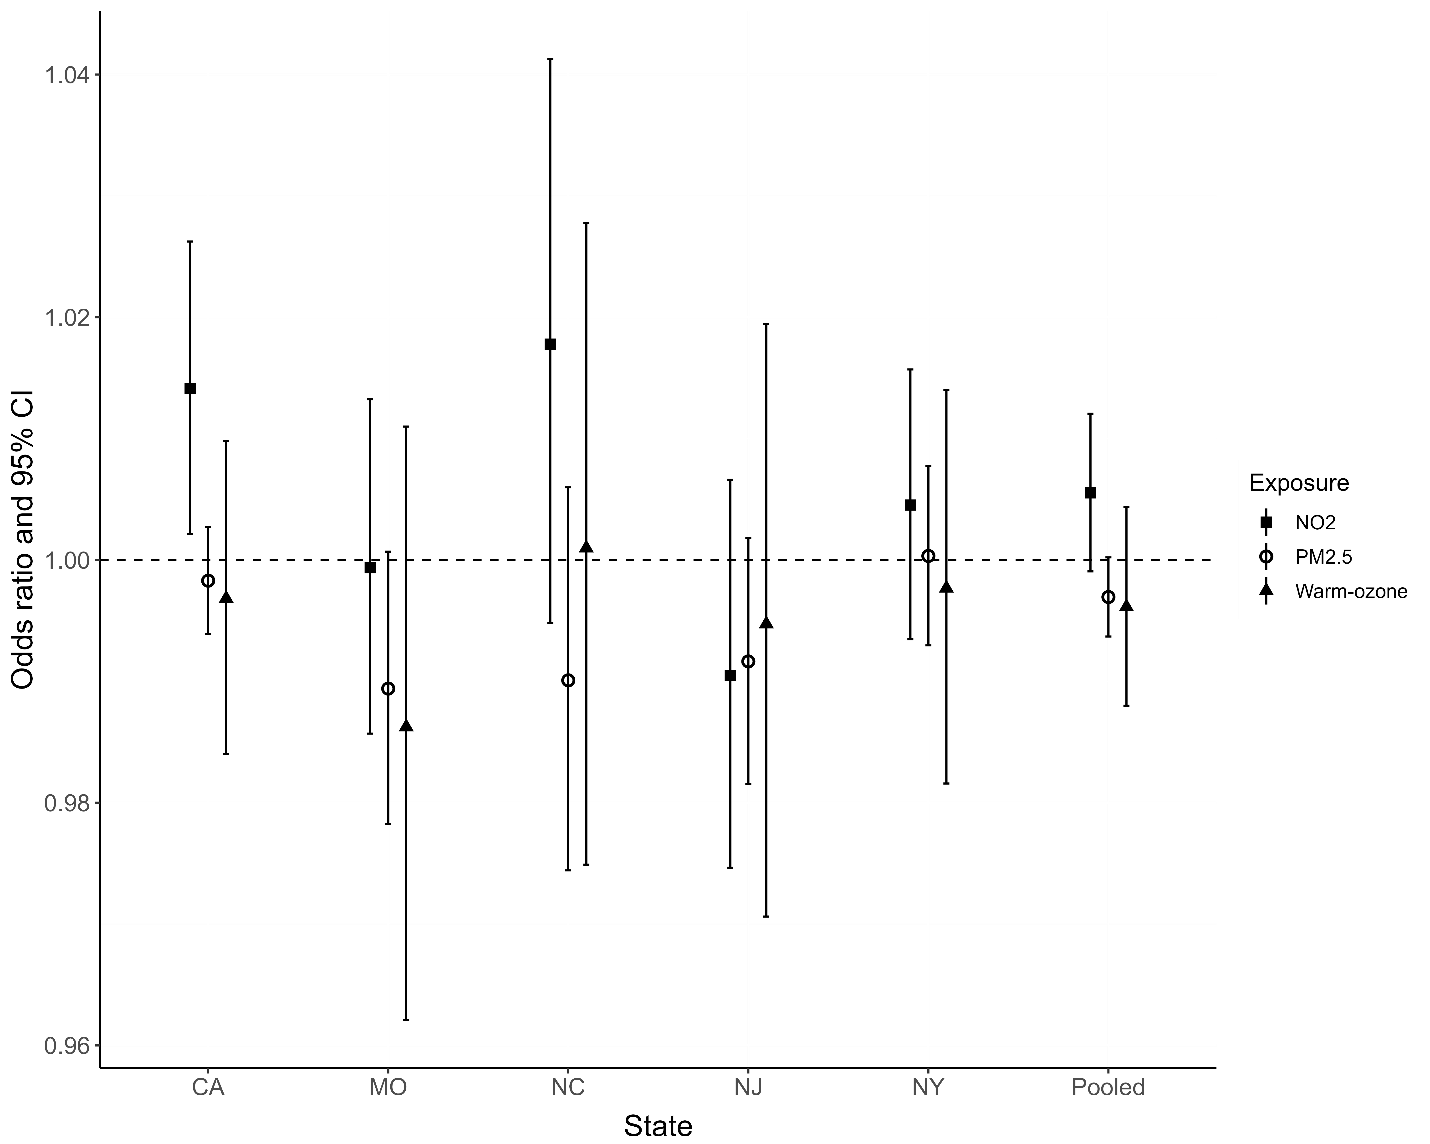 Odds ratio and 95% CI
1.04
1.02
1.00
0.98
0.96
CA MO NC NJ NY Pooled
State
Exposure
NO2
PM2.5
Warm-ozone